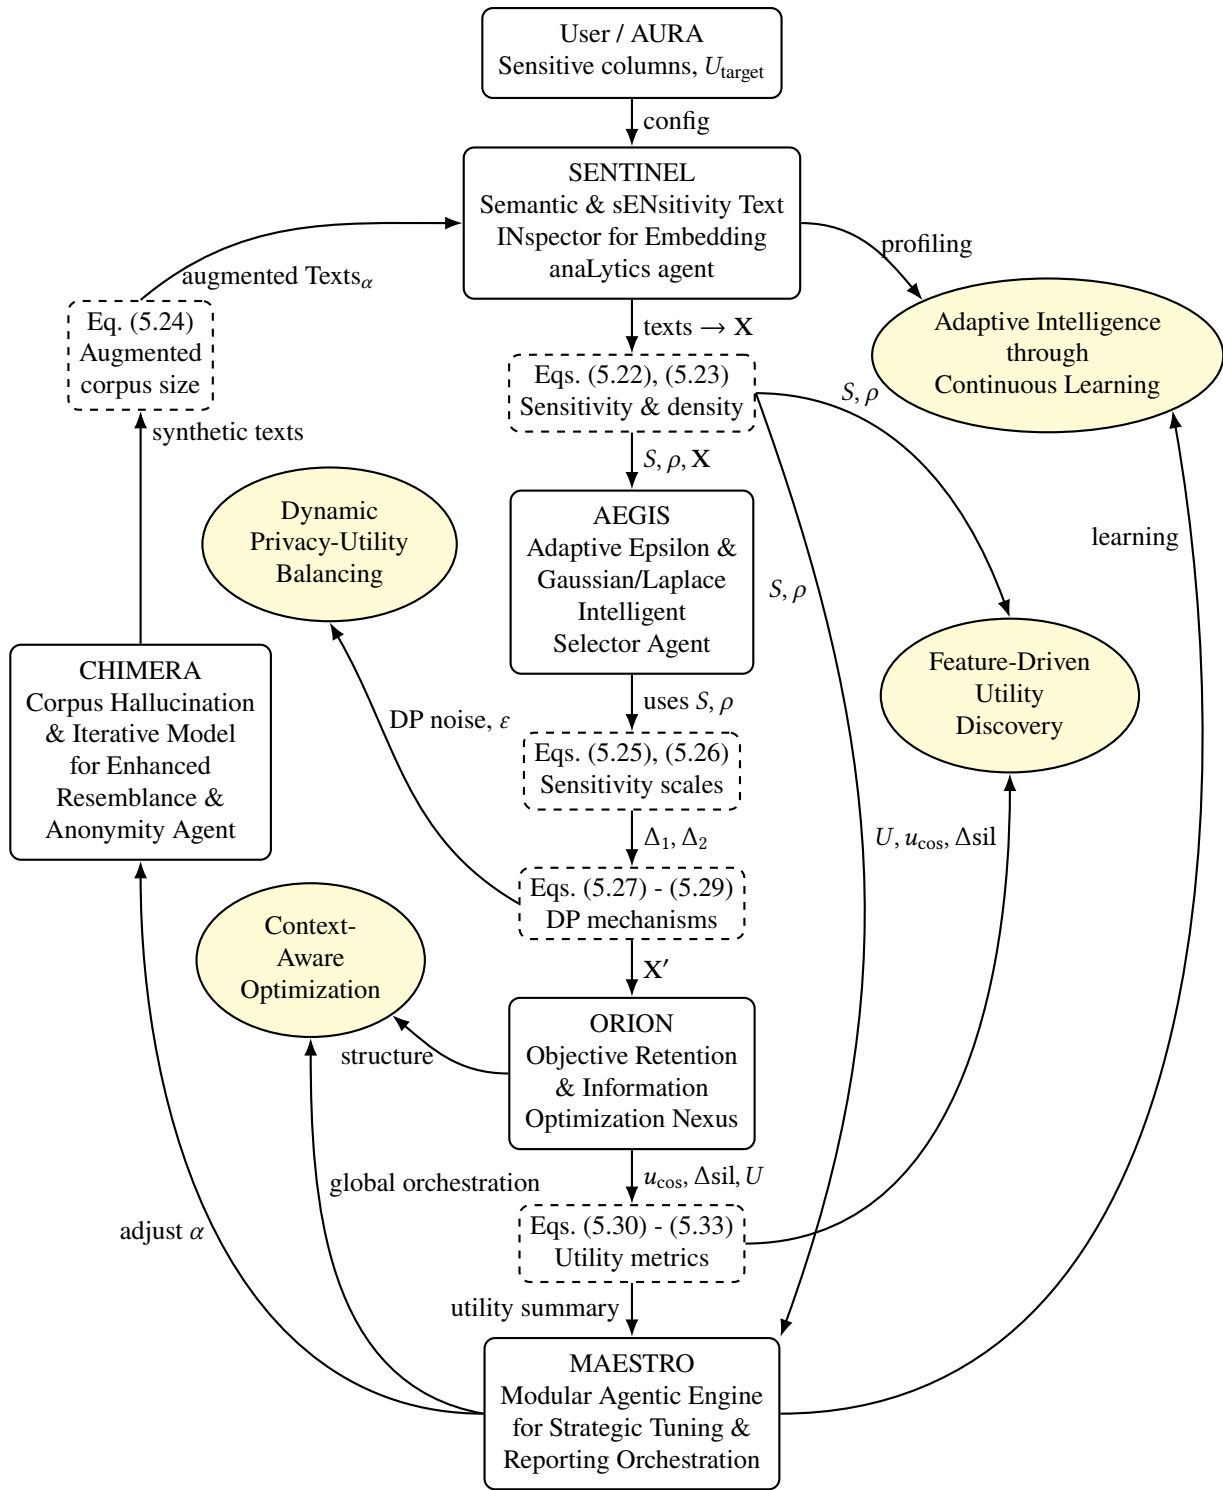 User / AURA
Sensitive columns, U_target
config
SENTINEL
Semantic & sENsitivity Text
INspector for Embedding
anaLytics agent
profiling
augmented Texts_α
Eq. (5.24)
Augmented
corpus size
texts → X
Adaptive Intelligence
through
Continuous Learning
Eqs. (5.22), (5.23)
Sensitivity & density
S, ρ
synthetic texts
S, ρ, X
Dynamic
Privacy-Utility
Balancing
AEGIS
Adaptive Epsilon &
Gaussian/Laplace
Intelligent
Selector Agent
learning
S, ρ
CHIMERA
Corpus Hallucination
& Iterative Model
for Enhanced
Resemblance &
Anonymity Agent
Feature-Driven
Utility
Discovery
uses S, ρ
DP noise, ε
Eqs. (5.25), (5.26)
Sensitivity scales
Δ₁, Δ₂
U, u_cos, Δsil
Eqs. (5.27) - (5.29)
DP mechanisms
Context-
Aware
Optimization
X′
structure
ORION
Objective Retention
& Information
Optimization Nexus
global orchestration
u_cos, Δsil, U
adjust α
Eqs. (5.30) - (5.33)
Utility metrics
utility summary
MAESTRO
Modular Agentic Engine
for Strategic Tuning &
Reporting Orchestration